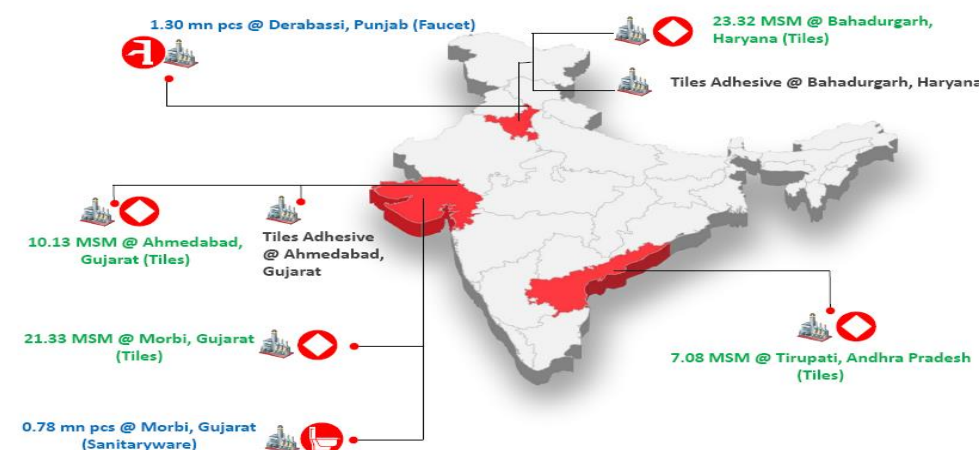 1.30 mn pcs @ Derabassi, Punjab (Faucet)
23.32 MSM @ Bahadurgarh,
Haryana (Tiles)
Tiles Adhesive @ Bahadurgarh, Haryana
10.13 MSM @ Ahmedabad,
Gujarat (Tiles)
Tiles Adhesive
@ Ahmedabad,
Gujarat
21.33 MSM @ Morbi, Gujarat
(Tiles)
7.08 MSM @ Tirupati, Andhra Pradesh
(Tiles)
0.78 mn pcs @ Morbi, Gujarat
(Sanitaryware)